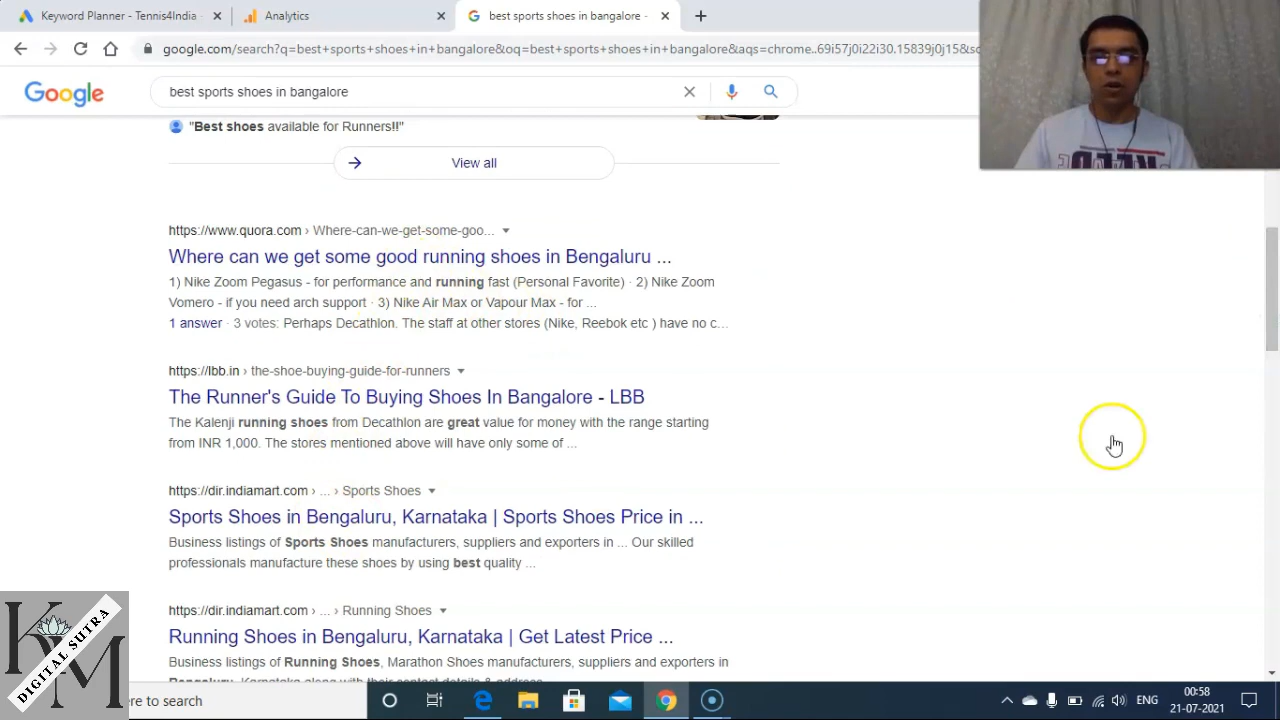 Keyword Planner - Tennis4India
Analytics
best sports shoes in bangalore -
google.com/search?q=best+sports+shoes+in+bangalore&oq=best+sports+shoes+in+bangalore&aqs=chrome..69i57j0i22i30.15839j0j15&so
Google
best sports shoes in bangalore
"Best shoes available for Runners!!"
View all
https://www.quora.com › Where-can-we-get-some-goo...
Where can we get some good running shoes in Bengaluru ...
1) Nike Zoom Pegasus - for performance and running fast (Personal Favorite) · 2) Nike Zoom
Vomero - if you need arch support · 3) Nike Air Max or Vapour Max - for ...
1 answer · 3 votes: Perhaps Decathlon. The staff at other stores (Nike, Reebok etc ) have no c...
https://lbb.in › the-shoe-buying-guide-for-runners
The Runner's Guide To Buying Shoes In Bangalore - LBB
The Kalenji running shoes from Decathlon are great value for money with the range starting
from INR 1,000. The stores mentioned above will have only some of ...
https://dir.indiamart.com › ... › Sports Shoes
Sports Shoes in Bengaluru, Karnataka | Sports Shoes Price in ...
Business listings of Sports Shoes manufacturers, suppliers and exporters in ... Our skilled
professionals manufacture these shoes by using best quality ...
https://dir.indiamart.com › ... › Running Shoes
Running Shoes in Bengaluru, Karnataka | Get Latest Price ...
Business listings of Running Shoes, Marathon Shoes manufacturers, suppliers and exporters in
Bengaluru, Karnataka along with their contact details & address.
KM
DIGITAL SUTRA
here to search
ENG
00:58
21-07-2021